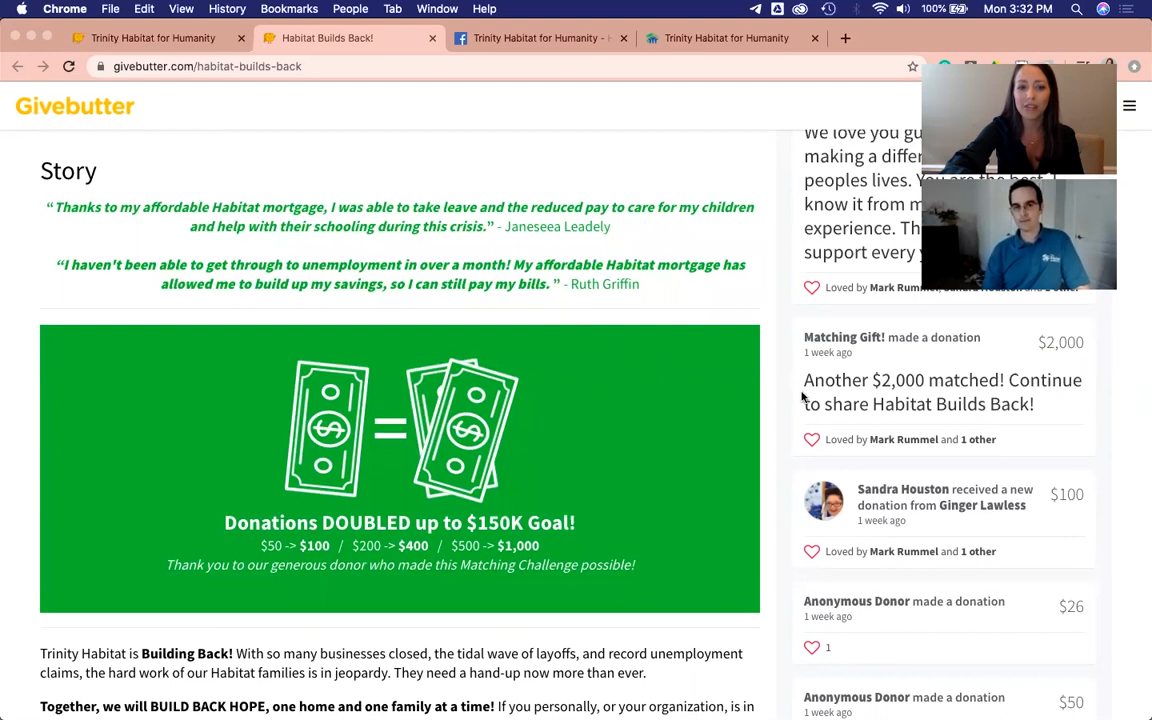 Chrome File Edit View History Bookmarks People Tab Window Help 100% Mon 3:32 PM
Trinity Habitat for Humanity Habitat Builds Back! Trinity Habitat for Humanity - H Trinity Habitat for Humanity
givebutter.com/habitat-builds-back
Givebutter
Story
“Thanks to my affordable Habitat mortgage, I was able to take leave and the reduced pay to care for my children
and help with their schooling during this crisis.” - Janeseea Leadely
“I haven't been able to get through to unemployment in over a month! My affordable Habitat mortgage has
allowed me to build up my savings, so I can still pay my bills. ” - Ruth Griffin
Donations DOUBLED up to $150K Goal!
$50 -> $100 / $200 -> $400 / $500 -> $1,000
Thank you to our generous donor who made this Matching Challenge possible!
Trinity Habitat is Building Back! With so many businesses closed, the tidal wave of layoffs, and record unemployment
claims, the hard work of our Habitat families is in jeopardy. They need a hand-up now more than ever.
Together, we will BUILD BACK HOPE, one home and one family at a time! If you personally, or your organization, is in
We love you gu
making a differ
peoples lives. You are the best. I
know it from m
experience. Th
support every
Loved by Mark Rummel, Sandra Houston and 1 other
Matching Gift! made a donation
$2,000
1 week ago
Another $2,000 matched! Continue
to share Habitat Builds Back!
Loved by Mark Rummel and 1 other
Sandra Houston received a new
donation from Ginger Lawless
$100
1 week ago
Loved by Mark Rummel and 1 other
Anonymous Donor made a donation
$26
1 week ago
1
Anonymous Donor made a donation
$50
1 week ago